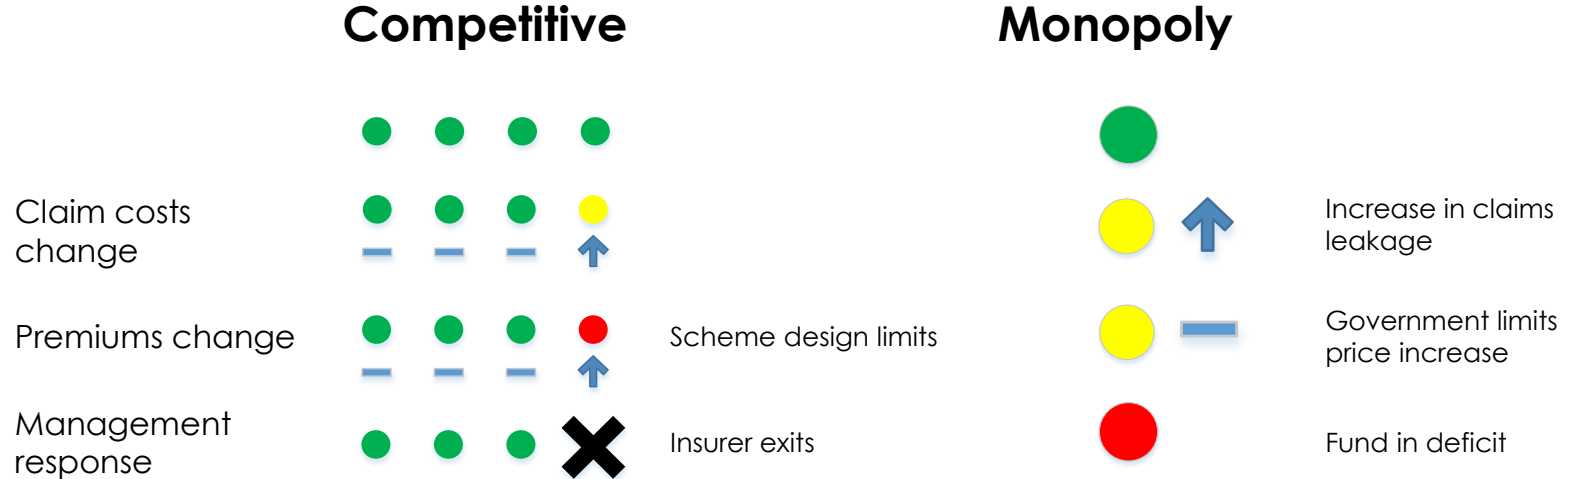 Competitive
Monopoly
Claim costs
change
Increase in claims
leakage
Premiums change
Scheme design limits
Government limits
price increase
Management
response
Insurer exits
Fund in deficit